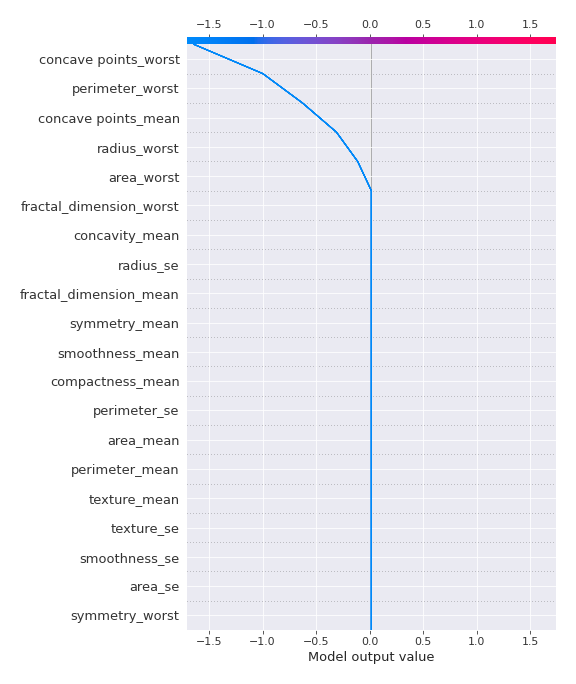 −1.5 −1.0 −0.5 0.0 0.5 1.0 1.5
concave points_worst
perimeter_worst
concave points_mean
radius_worst
area_worst
fractal_dimension_worst
concavity_mean
radius_se
fractal_dimension_mean
symmetry_mean
smoothness_mean
compactness_mean
perimeter_se
area_mean
perimeter_mean
texture_mean
texture_se
smoothness_se
area_se
symmetry_worst
−1.5 −1.0 −0.5 0.0 0.5 1.0 1.5
Model output value